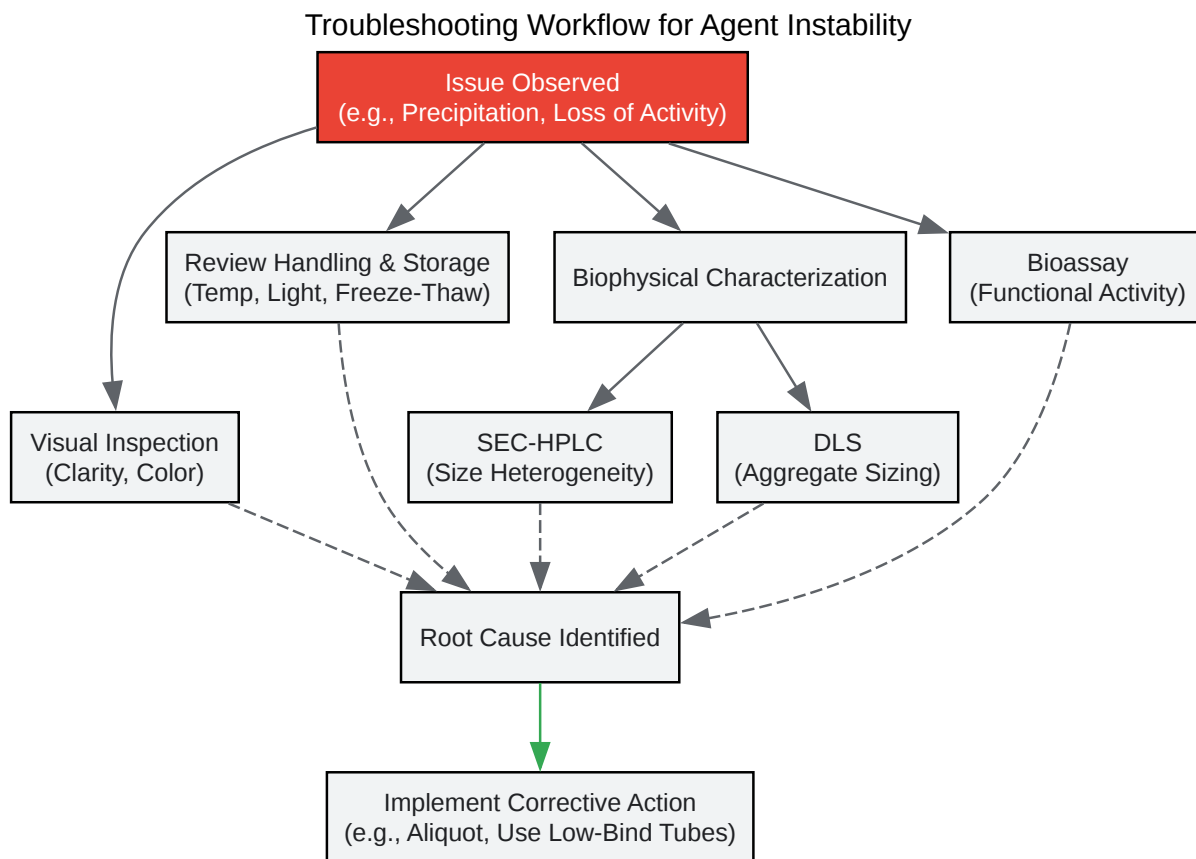 Troubleshooting Workflow for Agent Instability
Issue Observed
(e.g., Precipitation, Loss of Activity)
Review Handling & Storage
(Temp, Light, Freeze-Thaw)
Biophysical Characterization
Bioassay
(Functional Activity)
Visual Inspection
(Clarity, Color)
SEC-HPLC
(Size Heterogeneity)
DLS
(Aggregate Sizing)
Root Cause Identified
Implement Corrective Action
(e.g., Aliquot, Use Low-Bind Tubes)